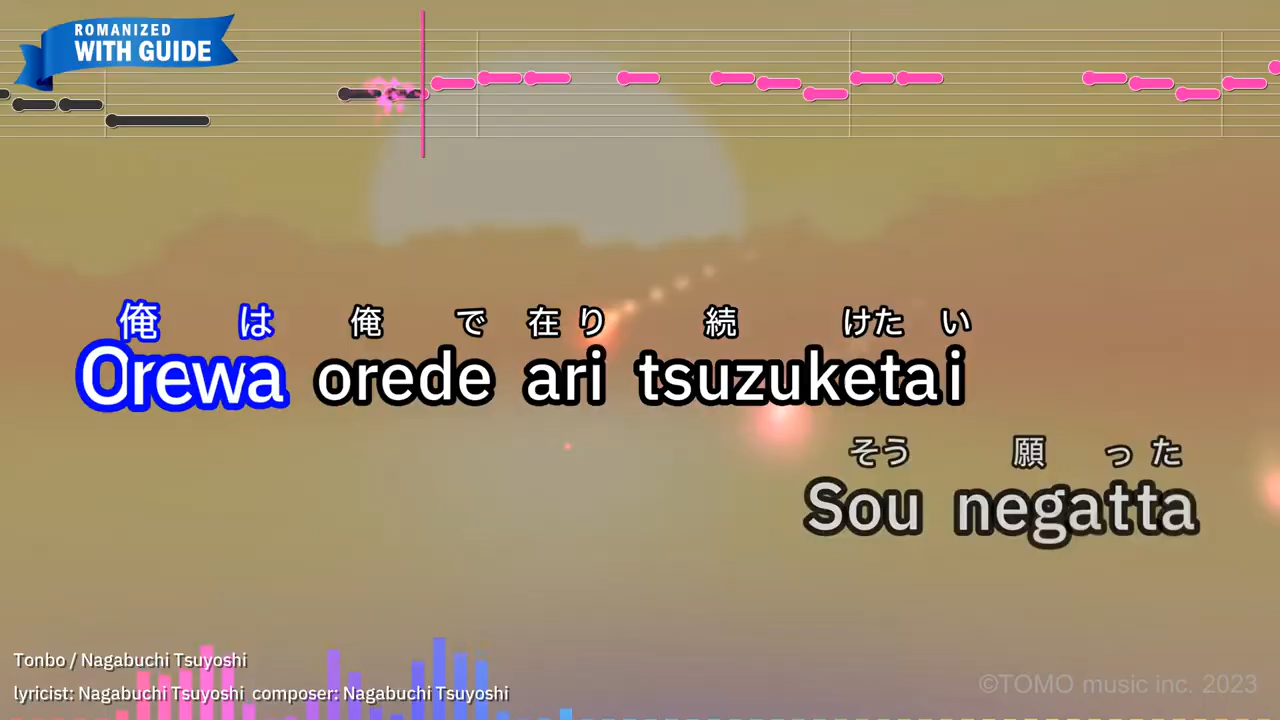 ROMANIZED
WITH GUIDE
俺 は 俺 で 在 り 続 けた い
Orewa orede ari tsuzuketai
そう 願 っ た
Sou negatta
Tonbo / Nagabuchi Tsuyoshi
lyricist: Nagabuchi Tsuyoshi composer: Nagabuchi Tsuyoshi
©TOMO music inc. 2023